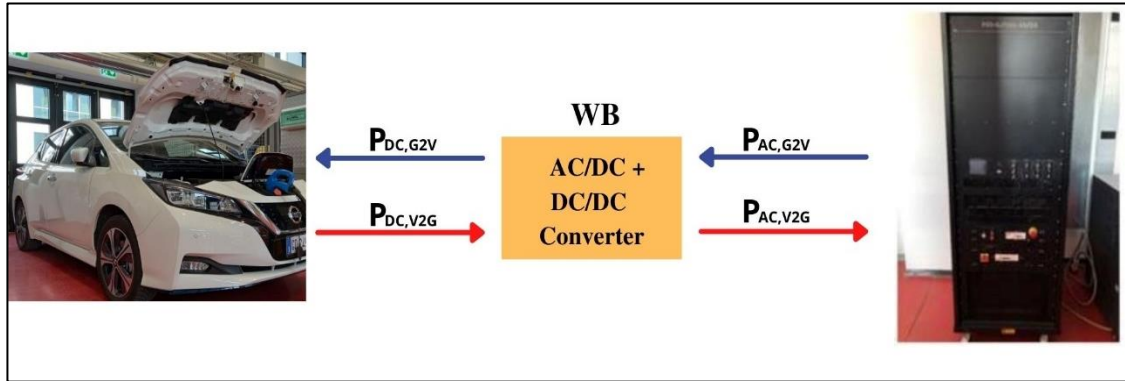 WB
P_DC,G2V
P_AC,G2V
AC/DC +
DC/DC
Converter
P_DC,V2G
P_AC,V2G